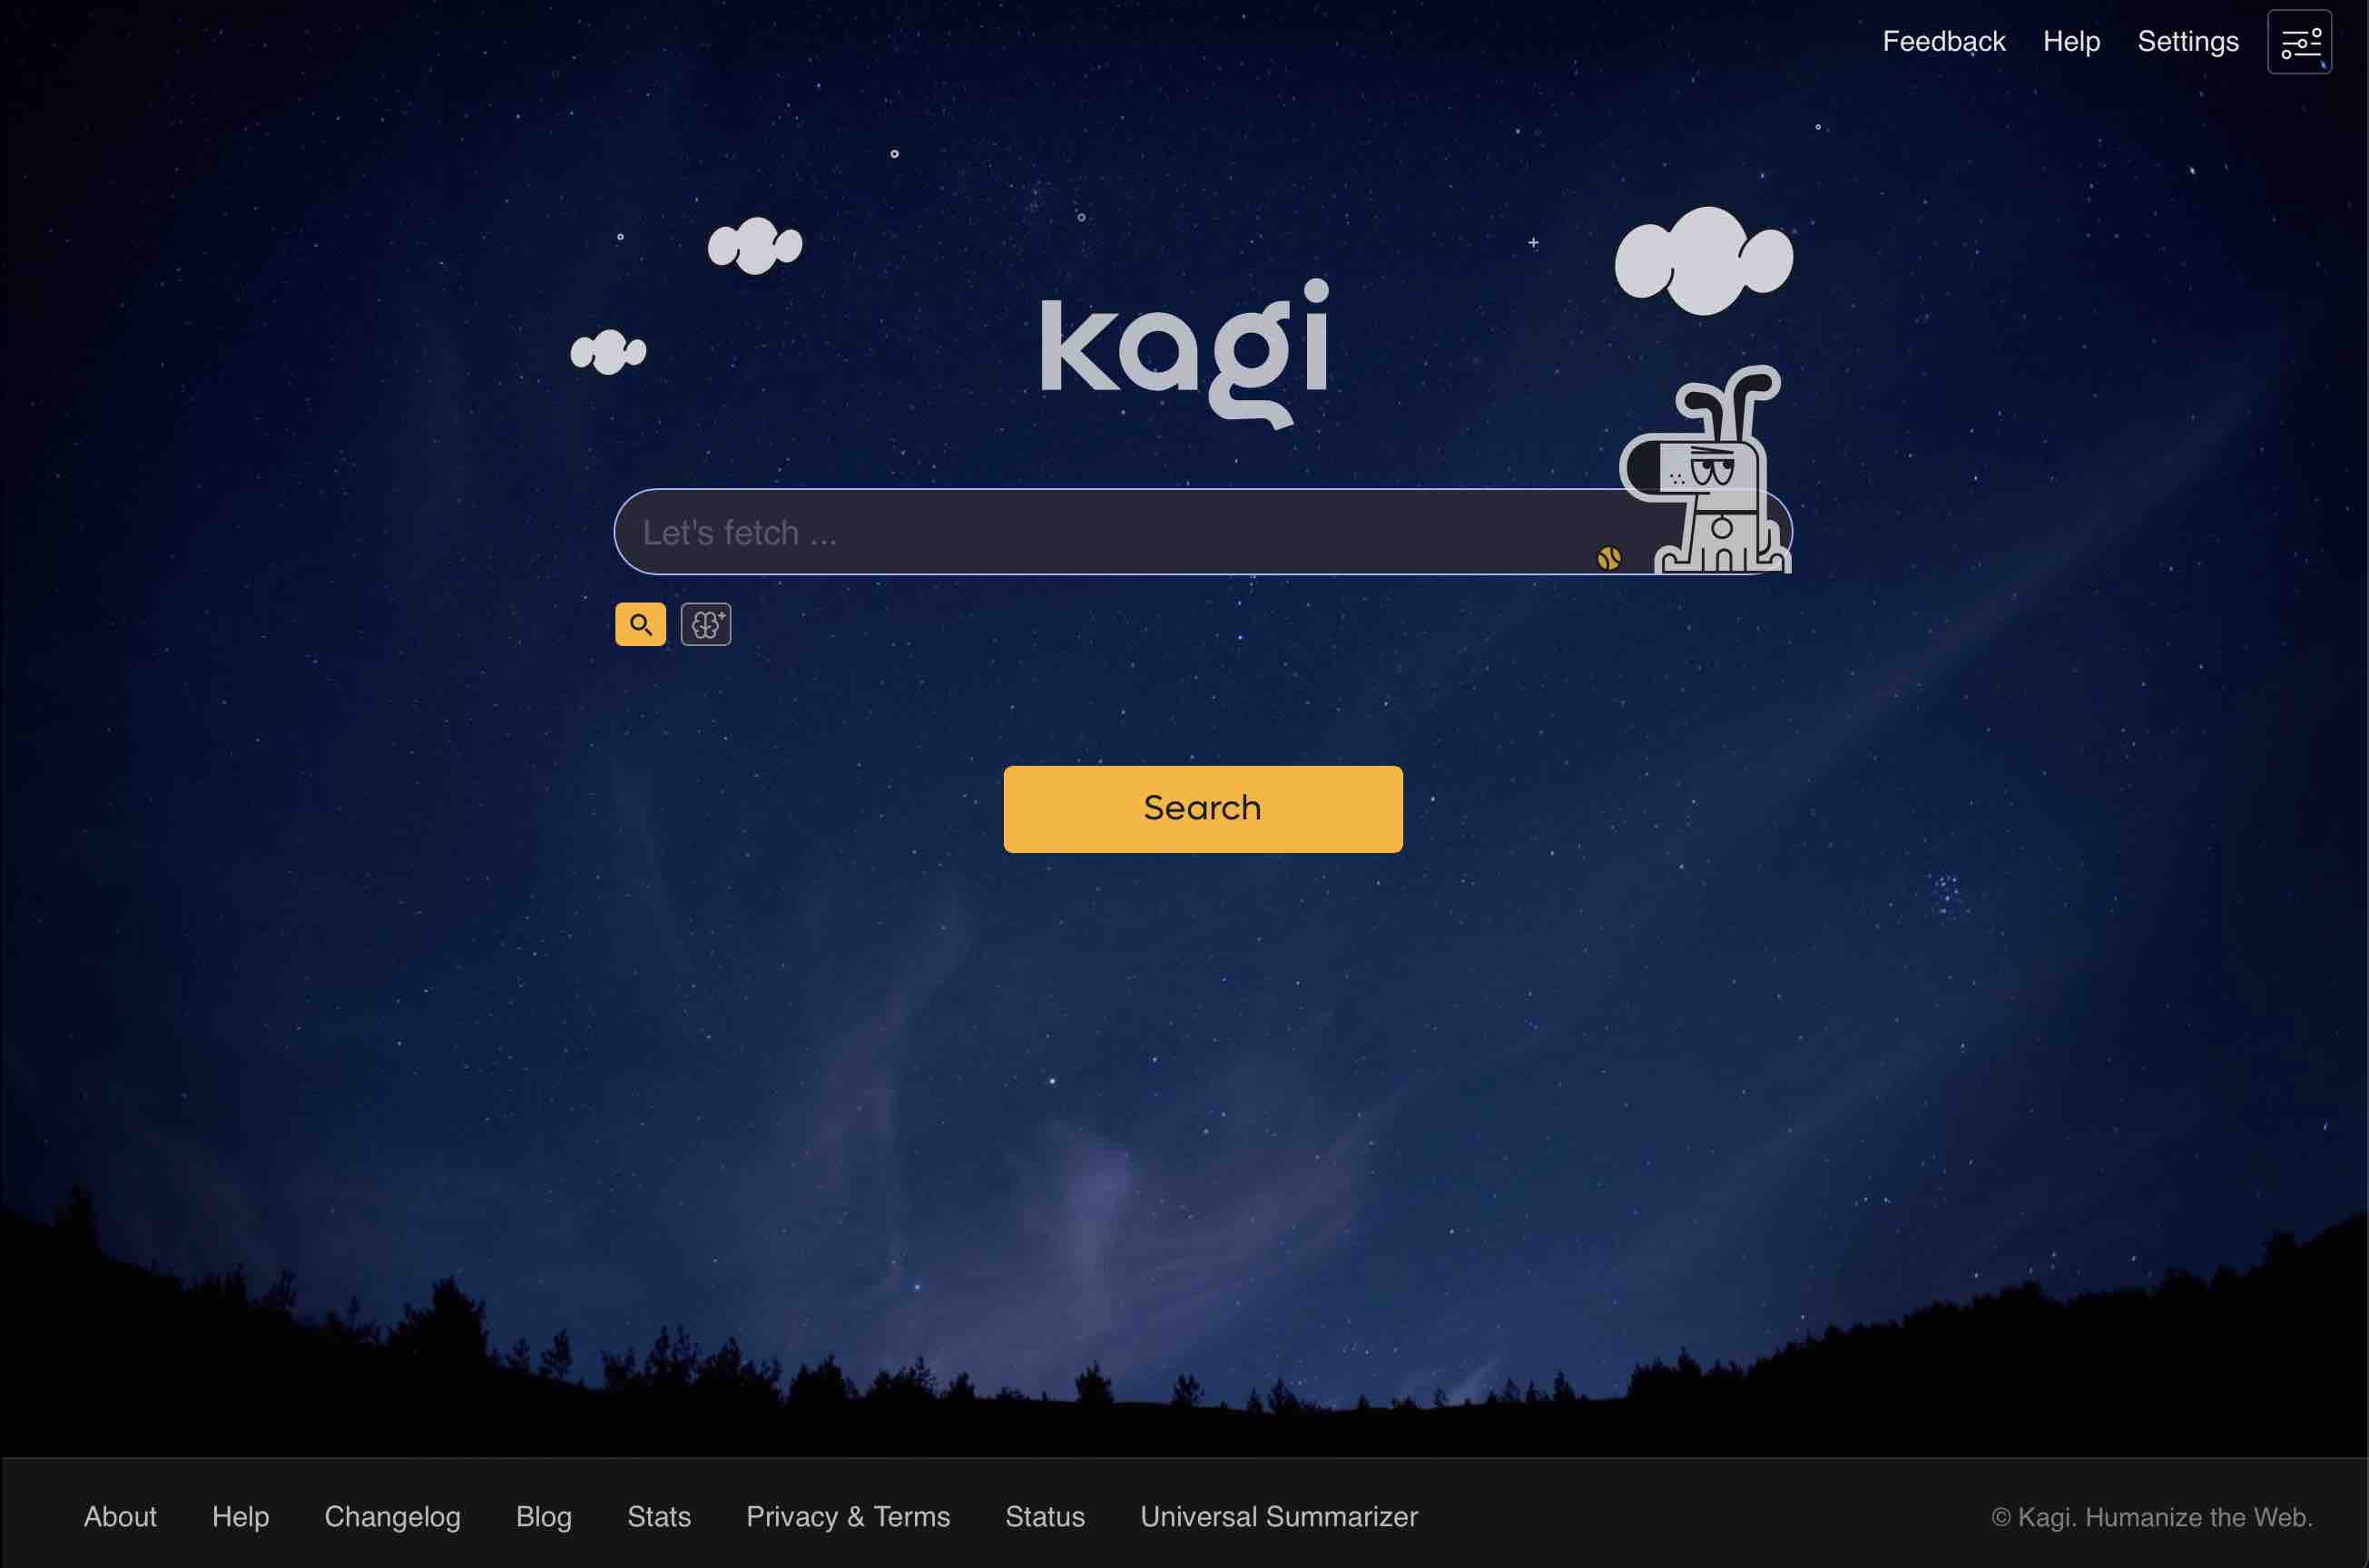 Feedback Help Settings
kagi
Let's fetch ...
Search
About Help Changelog Blog Stats Privacy & Terms Status Universal Summarizer © Kagi. Humanize the Web.